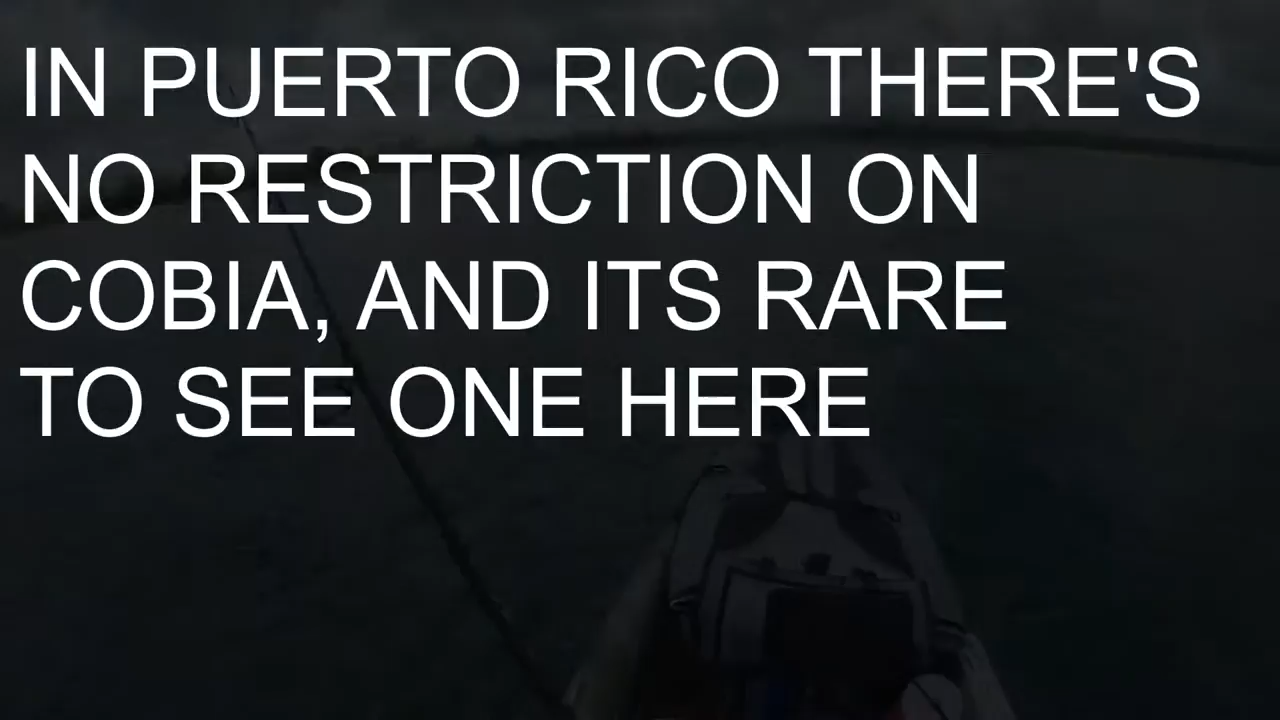 IN PUERTO RICO THERE'S
NO RESTRICTION ON
COBIA, AND ITS RARE
TO SEE ONE HERE